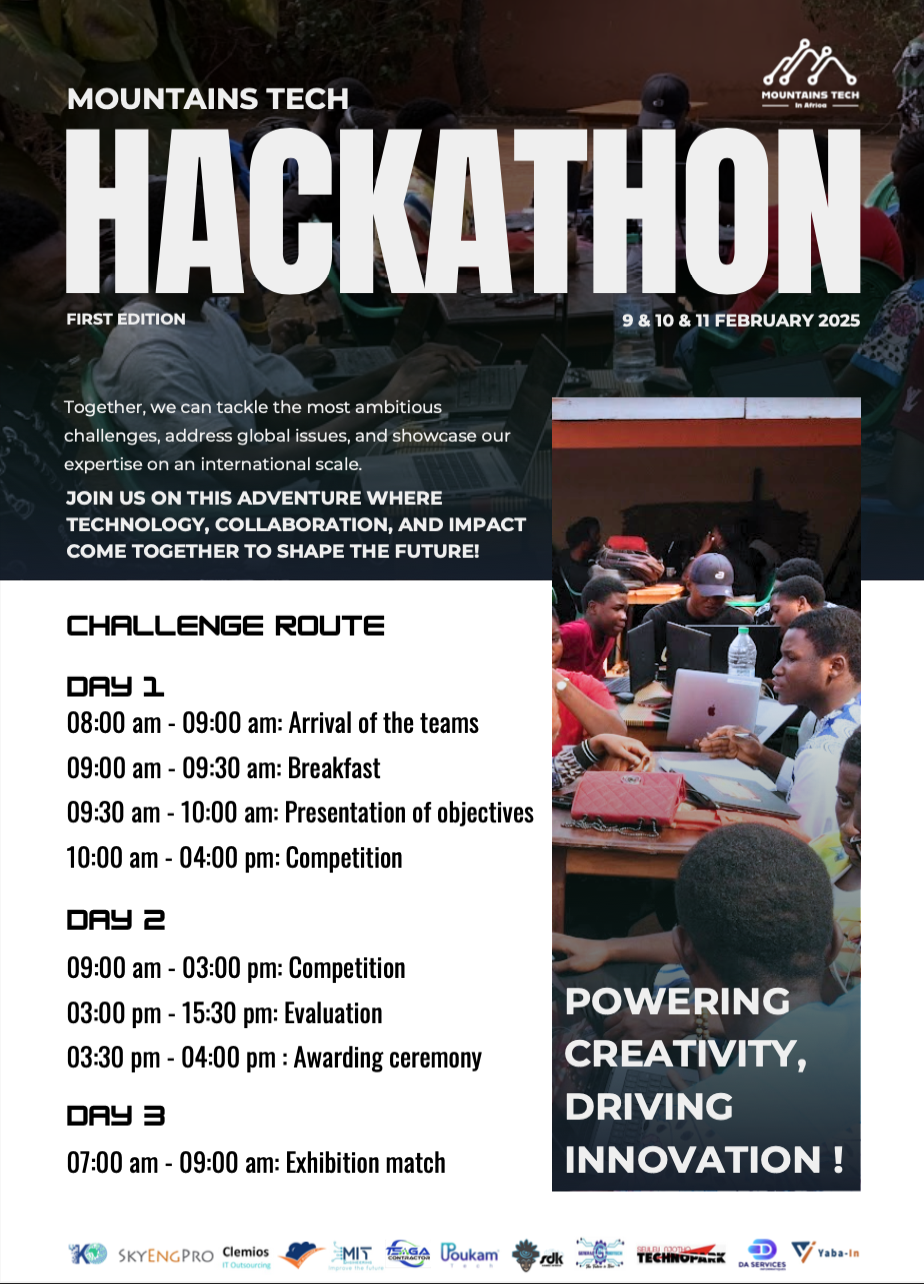 MOUNTAINS TECH
In Africa
MOUNTAINS TECH
HACKATHON
FIRST EDITION
9 & 10 & 11 FEBRUARY 2025
Together, we can tackle the most ambitious
challenges, address global issues, and showcase our
expertise on an international scale.
JOIN US ON THIS ADVENTURE WHERE
TECHNOLOGY, COLLABORATION, AND IMPACT
COME TOGETHER TO SHAPE THE FUTURE!
CHALLENGE ROUTE
DAY 1
08:00 am - 09:00 am: Arrival of the teams
09:00 am - 09:30 am: Breakfast
09:30 am - 10:00 am: Presentation of objectives
10:00 am - 04:00 pm: Competition
DAY 2
09:00 am - 03:00 pm: Competition
03:00 pm - 15:30 pm: Evaluation
03:30 pm - 04:00 pm : Awarding ceremony
DAY 3
07:00 am - 09:00 am: Exhibition match
POWERING
CREATIVITY,
DRIVING
INNOVATION !
SKYENGPRO
Clemios
IT Outsourcing
MIT
Improve the future
TSAGA
CONTRACTOR
Poukam
Tech
sdk
TECHNOPARK
DA SERVICES
Yaba-In